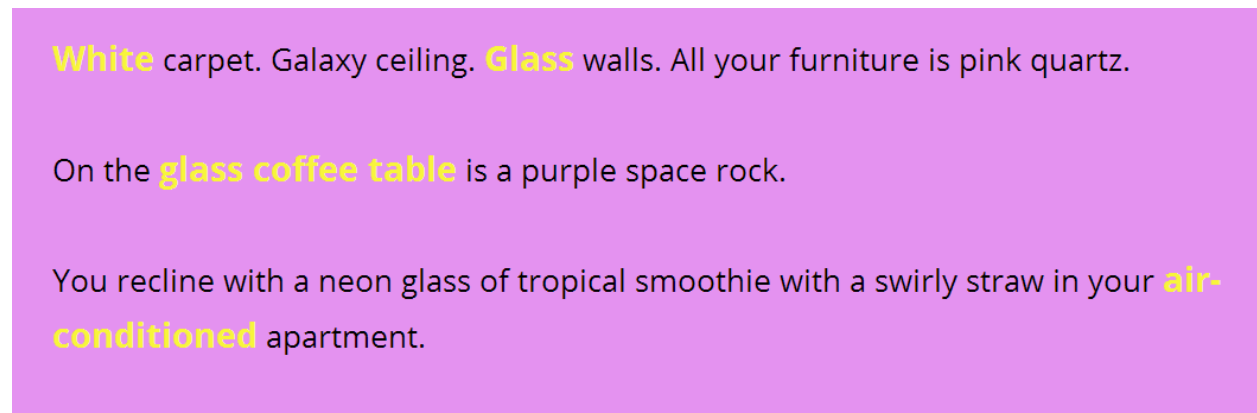 White carpet. Galaxy ceiling. Glass walls. All your furniture is pink quartz.
On the glass coffee table is a purple space rock.
You recline with a neon glass of tropical smoothie with a swirly straw in your air-
conditioned apartment.